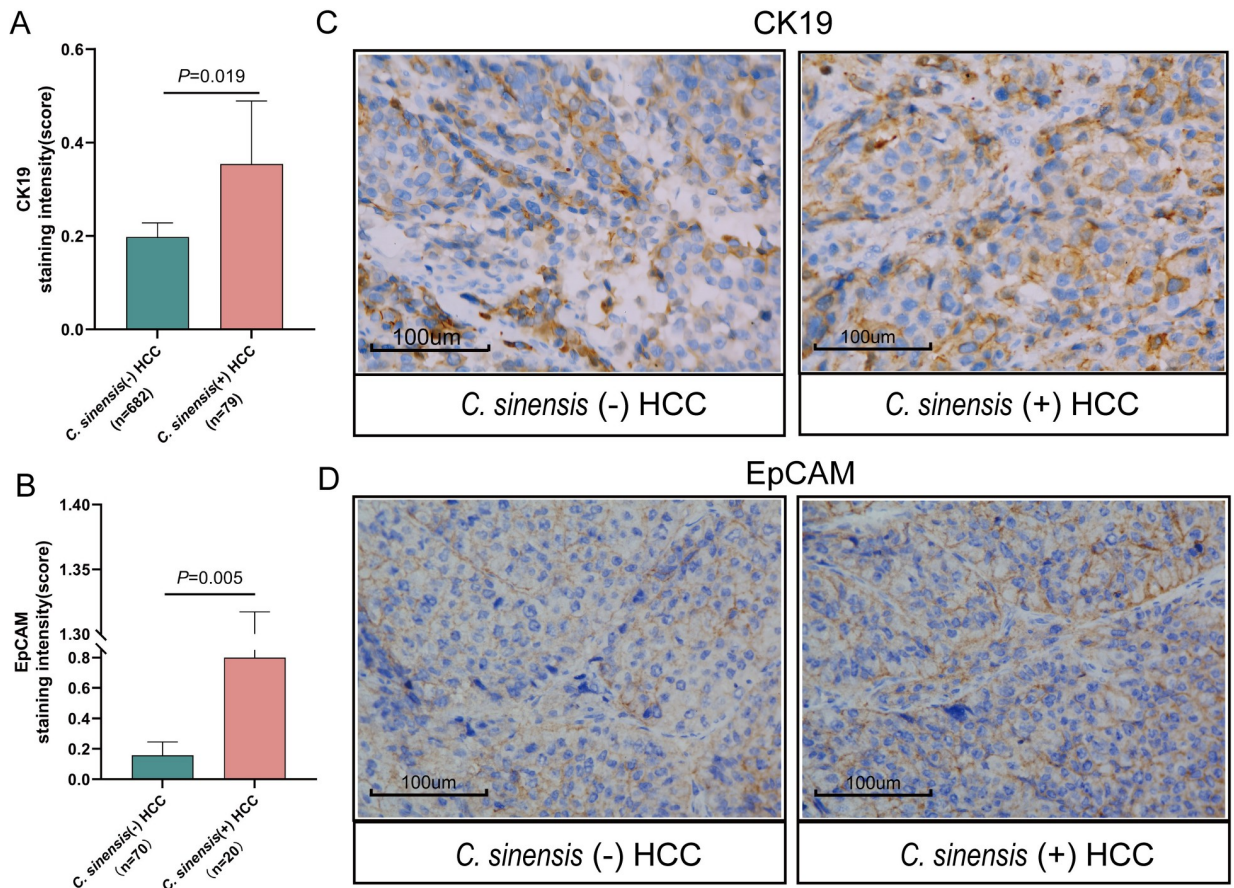 A
0.6
0.4
0.2
0.0
CK19
staining intensity(score)
P=0.019
C. sinensis(-) HCC
(n=682)
C. sinensis(+) HCC
(n=79)
C
CK19
100um
100um
C. sinensis (-) HCC
C. sinensis (+) HCC
B
1.40
1.35
1.30
0.8
0.6
0.4
0.2
0.0
EpCAM
staining intensity(score)
P=0.005
C. sinensis(-) HCC
(n=70)
C. sinensis(+) HCC
(n=20)
D
EpCAM
100um
100um
C. sinensis (-) HCC
C. sinensis (+) HCC